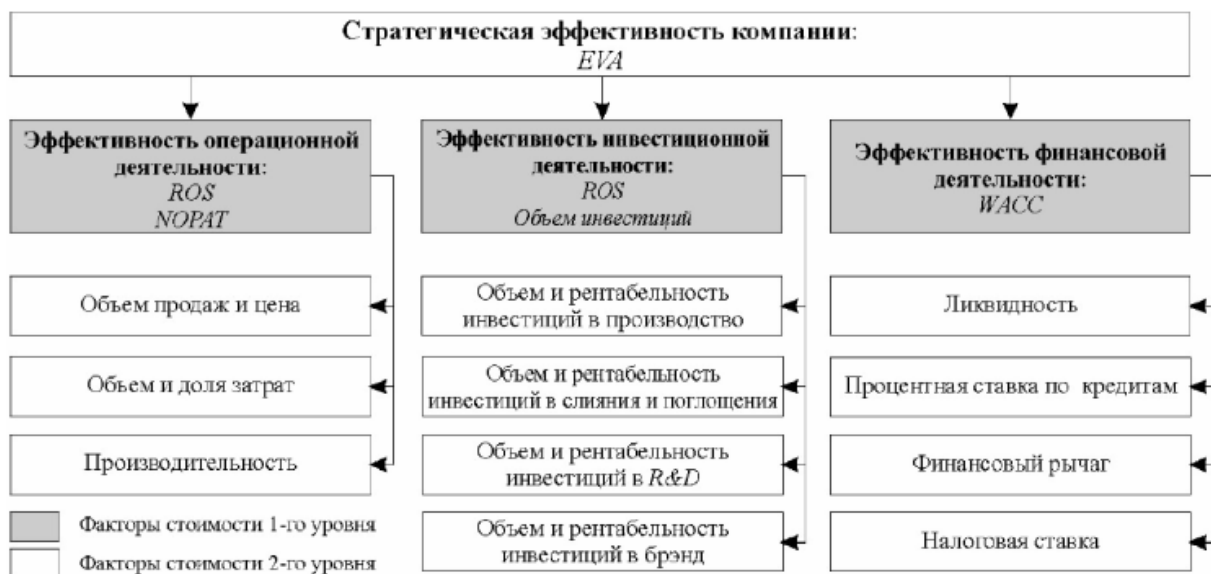 Стратегическая эффективность компании:
EVA
Эффективность операционной
деятельности:
ROS
NOPAT
Объем продаж и цена
Объем и доля затрат
Производительность
Эффективность инвестиционной
деятельности:
ROS
Объем инвестиций
Объем и рентабельность
инвестиций в производство
Объем и рентабельность
инвестиций в слияния и поглощения
Объем и рентабельность
инвестиций в R&D
Объем и рентабельность
инвестиций в брэнд
Эффективность финансовой
деятельности:
WACC
Ликвидность
Процентная ставка по кредитам
Финансовый рычаг
Налоговая ставка
Факторы стоимости 1-го уровня
Факторы стоимости 2-го уровня